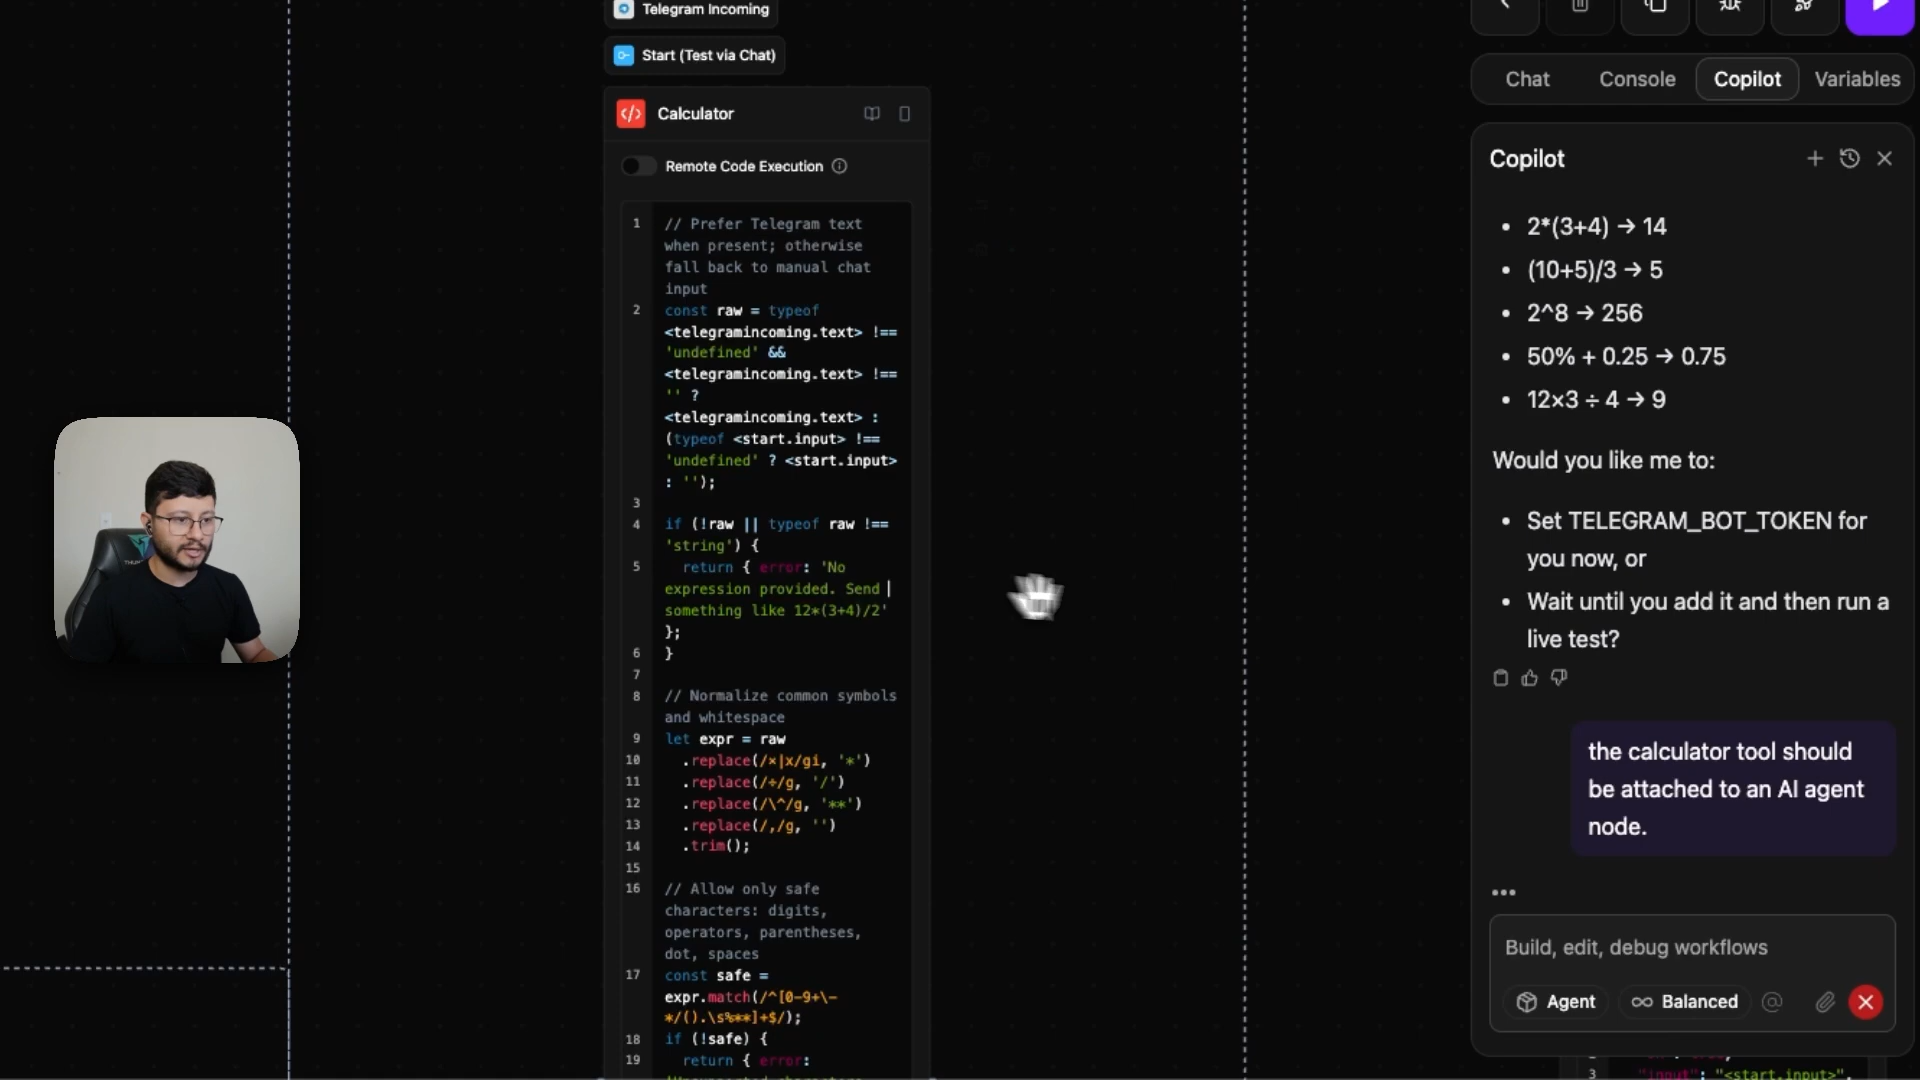 Telegram Incoming
Start (Test via Chat)
Calculator
Remote Code Execution
1 // Prefer Telegram text
when present; otherwise
fall back to manual chat
input
2 const raw = typeof
<telegramincoming.text> !==
'undefined' &&
<telegramincoming.text> !==
'' ?
<telegramincoming.text> :
(typeof <start.input> !==
'undefined' ? <start.input>
: '');
3
4 if (!raw || typeof raw !==
'string') {
5 return { error: 'No
expression provided. Send
something like 12*(3+4)/2'
};
6 }
7
8 // Normalize common symbols
and whitespace
9 let expr = raw
10 .replace(/×|x/gi, '*')
11 .replace(/÷/g, '/')
12 .replace(/\^/g, '**')
13 .replace(/,/g, '')
14 .trim();
15
16 // Allow only safe
characters: digits,
operators, parentheses,
dot, spaces
17 const safe =
expr.match(/^[0-9+\-
*/().\s%**]+$/);
18 if (!safe) {
19 return { error:
Chat
Console
Copilot
Variables
Copilot
• 2*(3+4) → 14
• (10+5)/3 → 5
• 2^8 → 256
• 50% + 0.25 → 0.75
• 12×3 ÷ 4 → 9
Would you like me to:
• Set TELEGRAM_BOT_TOKEN for
you now, or
• Wait until you add it and then run a
live test?
the calculator tool should
be attached to an AI agent
node.
Build, edit, debug workflows
Agent
Balanced
3 "input": "<start.input>",